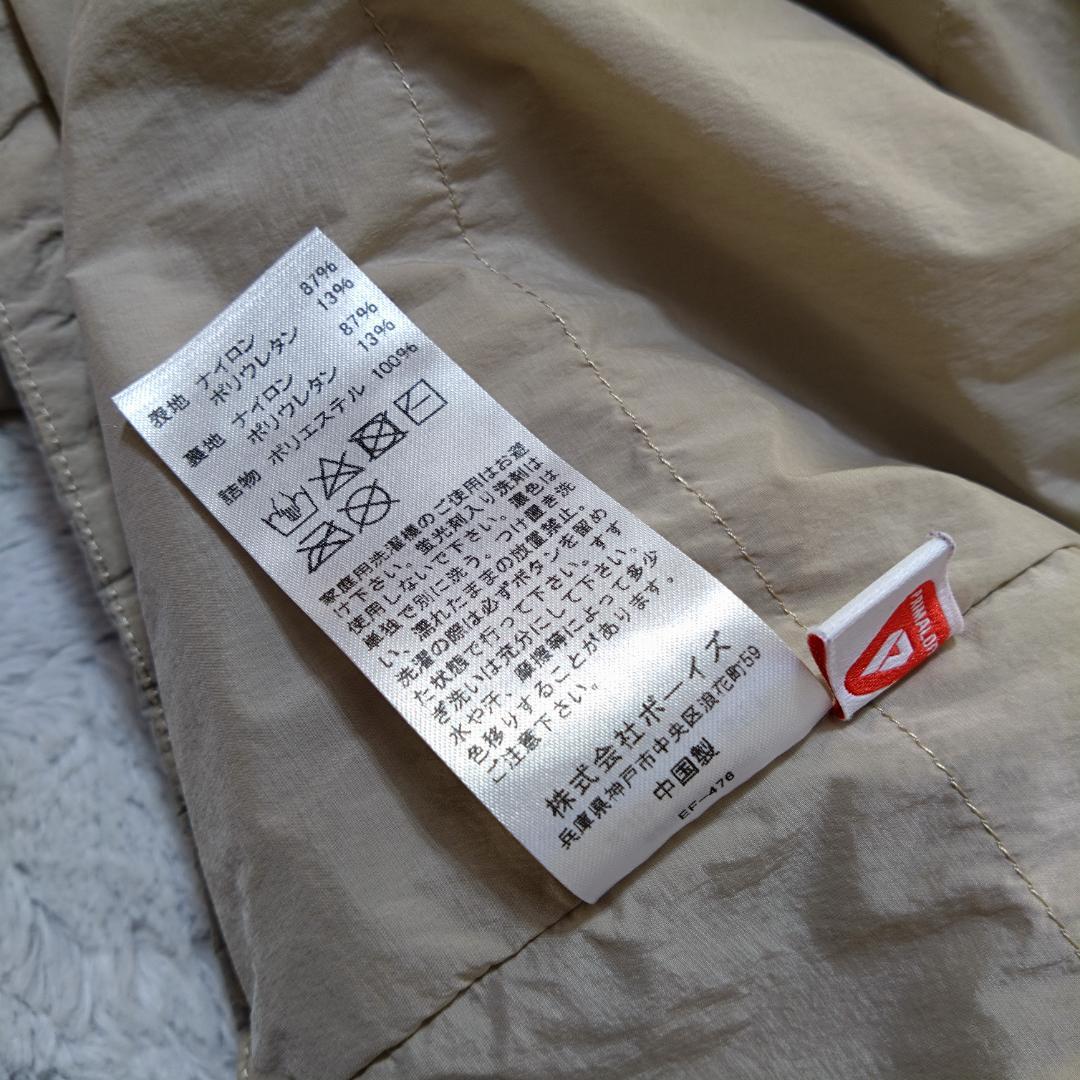 表地 ナイロン 87%
ポリウレタン 13%
裏地 ナイロン 87%
ポリウレタン 13%
詰物 ポリエステル 100%
家庭用洗濯機のご使用はお避
け下さい。蛍光剤入り洗剤は
使用しないで下さい。濃色は
単独で別に洗う。つけ置き洗
い、濡れたままの放置禁止。
洗濯の際は必ずボタンを留め
た状態で行って下さい。すす
ぎ洗いは充分にして下さい。
水や汗、摩擦補によって多少
色移りすることがあります
ご注意下さい。
株式会社ボーイズ
兵庫県神戸市中央区浪花町59
中国製
EF-476
PRIMALOF